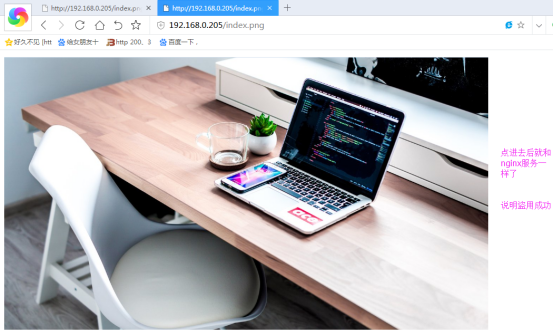 http://192.168.0.205/index.pn
http://192.168.0.205/index.pn
192.168.0.205/index.png
好久不见 [htt 给女朋友十 http 200，3 百度一下，
点进去后就和
nginx服务一
样了
说明盗用成功